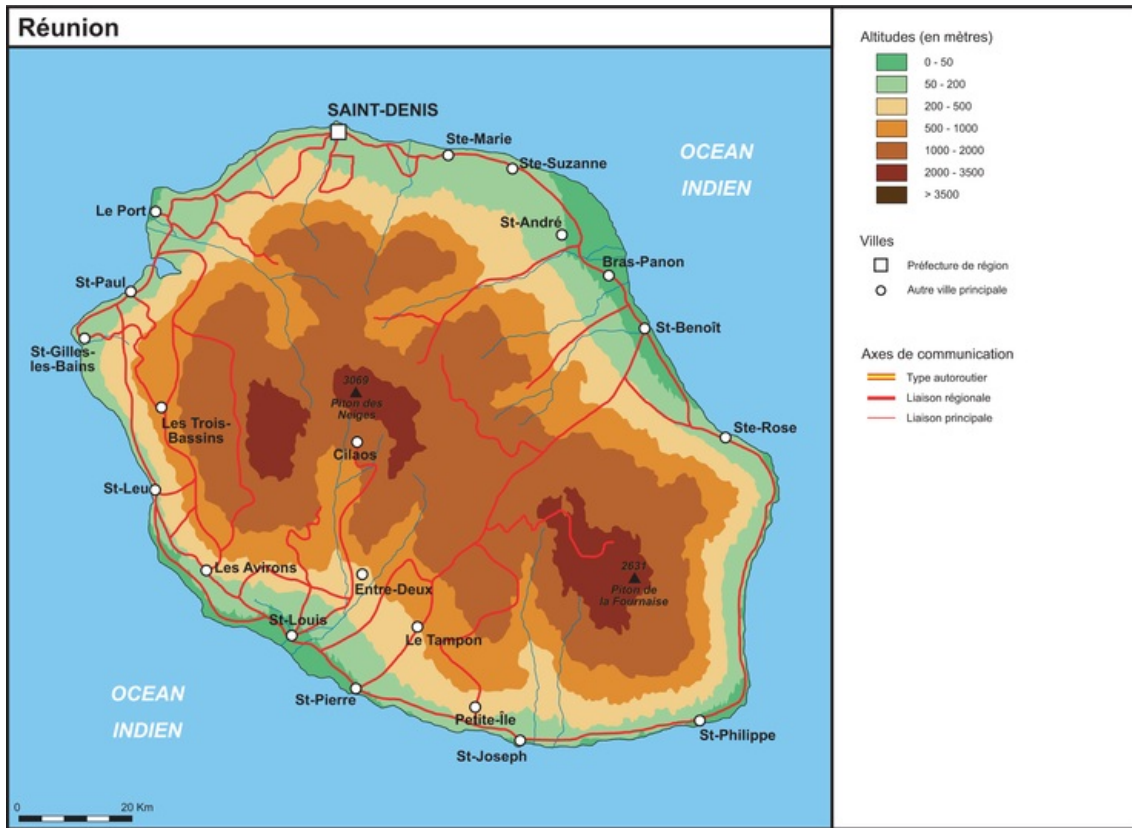 Réunion
SAINT-DENIS
Ste-Marie
Ste-Suzanne
OCEAN
INDIEN
Le Port
St-André
Bras-Panon
St-Paul
St-Benoît
St-Gilles-
les-Bains
3069
Piton des
Neiges
Les Trois-
Bassins
Cilaos
Ste-Rose
St-Leu
Les Avirons
Entre-Deux
2631
Piton de
la Fournaise
St-Louis
Le Tampon
OCEAN
INDIEN
St-Pierre
Petite-Île
St-Philippe
St-Joseph
0 20 Km
Altitudes (en mètres)
0 - 50
50 - 200
200 - 500
500 - 1000
1000 - 2000
2000 - 3500
> 3500
Villes
Préfecture de région
Autre ville principale
Axes de communication
Type autoroutier
Liaison régionale
Liaison principale